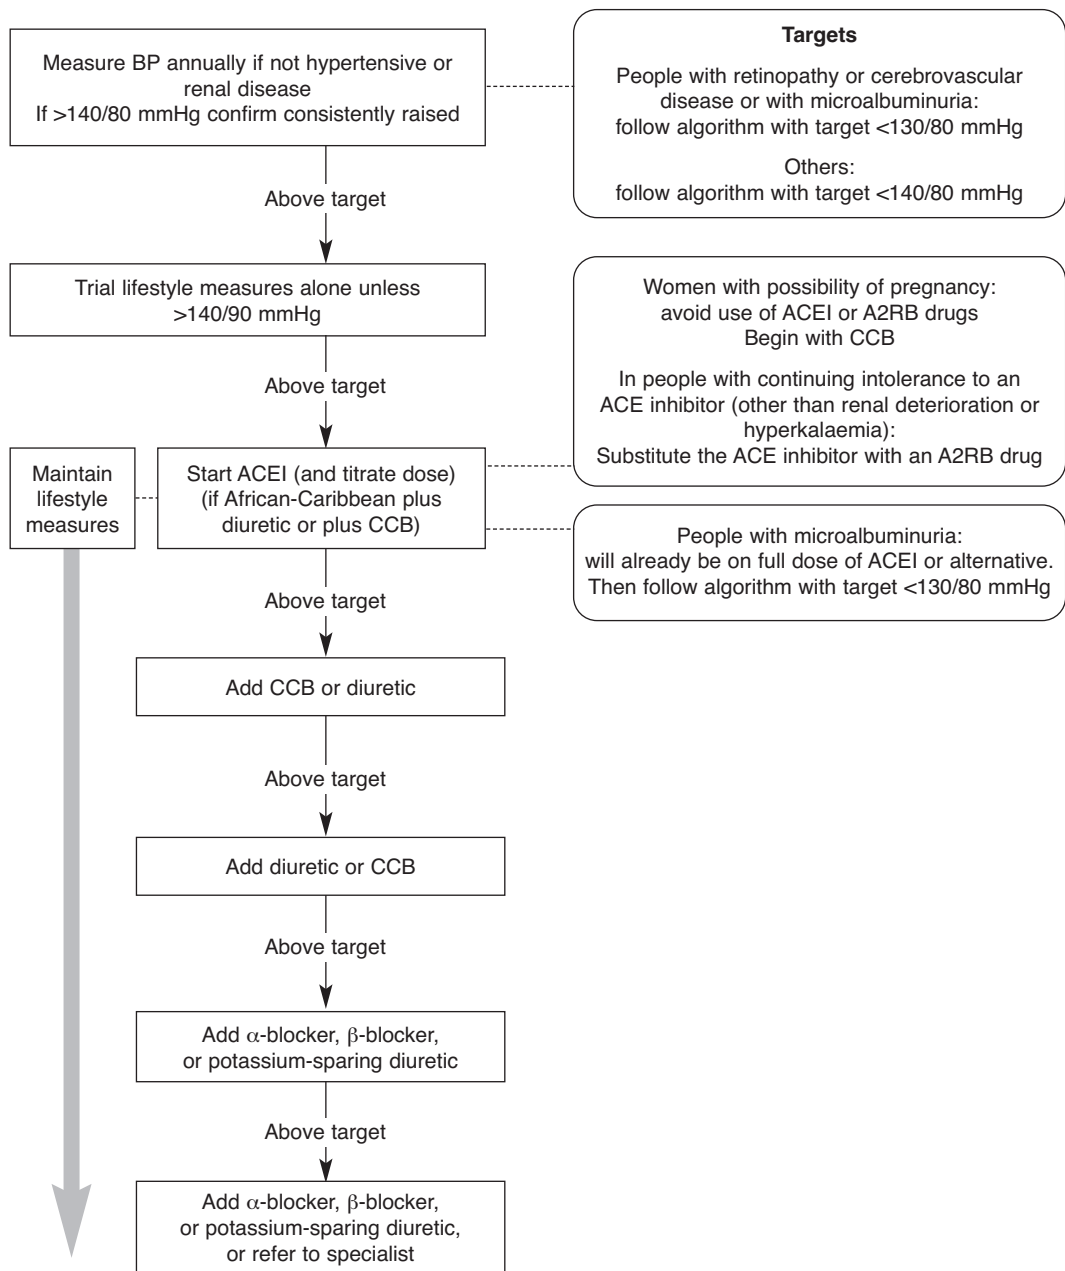 Measure BP annually if not hypertensive or
renal disease
If >140/80 mmHg confirm consistently raised
Targets
People with retinopathy or cerebrovascular
disease or with microalbuminuria:
follow algorithm with target <130/80 mmHg
Others:
follow algorithm with target <140/80 mmHg
Above target
Trial lifestyle measures alone unless
>140/90 mmHg
Women with possibility of pregnancy:
avoid use of ACEI or A2RB drugs
Begin with CCB
In people with continuing intolerance to an
ACE inhibitor (other than renal deterioration or
hyperkalaemia):
Substitute the ACE inhibitor with an A2RB drug
Above target
Maintain
lifestyle
measures
Start ACEI (and titrate dose)
(if African-Caribbean plus
diuretic or plus CCB)
People with microalbuminuria:
will already be on full dose of ACEI or alternative.
Then follow algorithm with target <130/80 mmHg
Above target
Add CCB or diuretic
Above target
Add diuretic or CCB
Above target
Add α-blocker, β-blocker,
or potassium-sparing diuretic
Above target
Add α-blocker, β-blocker,
or potassium-sparing diuretic,
or refer to specialist